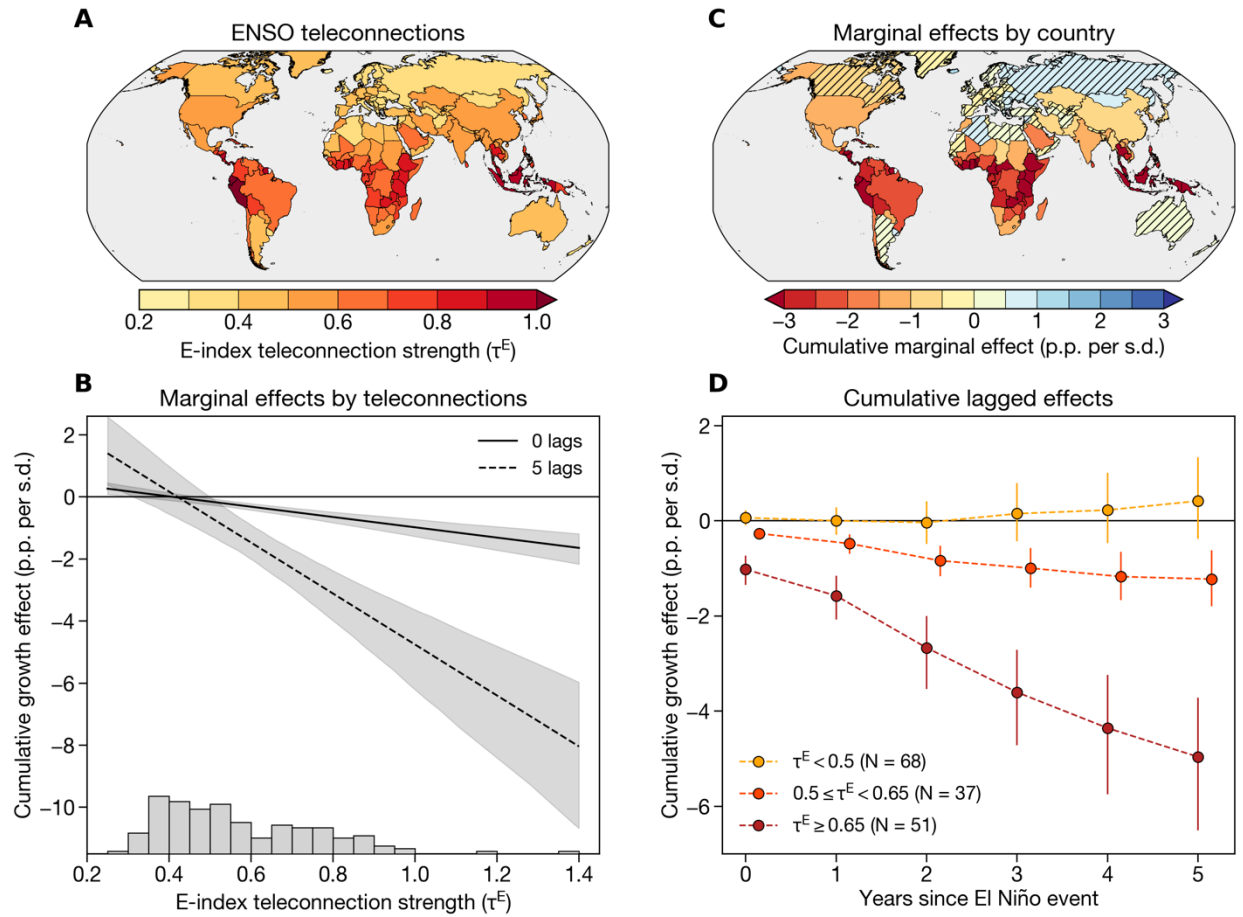 A
ENSO teleconnections
0.2 0.4 0.6 0.8 1.0
E-index teleconnection strength (τᴱ)
C
Marginal effects by country
−3 −2 −1 0 1 2 3
Cumulative marginal effect (p.p. per s.d.)
B
Marginal effects by teleconnections
Cumulative growth effect (p.p. per s.d.)
2
0
−2
−4
−6
−8
−10
0 lags
5 lags
0.2 0.4 0.6 0.8 1.0 1.2 1.4
E-index teleconnection strength (τᴱ)
D
Cumulative lagged effects
Cumulative growth effect (p.p. per s.d.)
2
0
−2
−4
−6
τᴱ < 0.5 (N = 68)
0.5 ≤ τᴱ < 0.65 (N = 37)
τᴱ ≥ 0.65 (N = 51)
0 1 2 3 4 5
Years since El Niño event